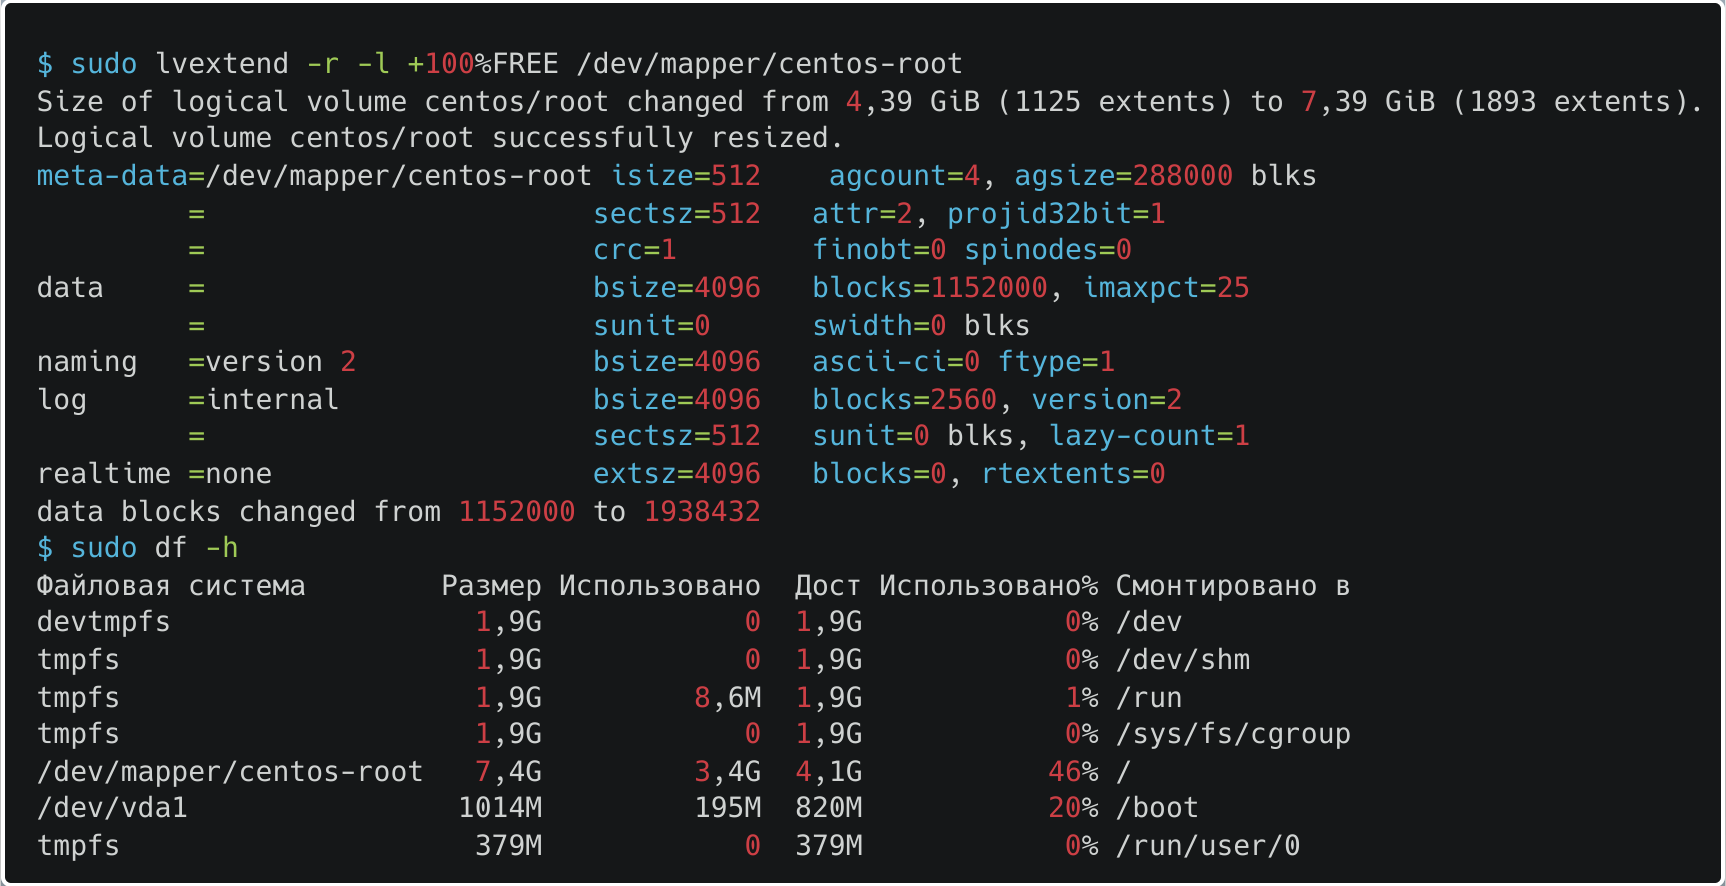 $ sudo lvextend -r -l +100%FREE /dev/mapper/centos-root
Size of logical volume centos/root changed from 4,39 GiB (1125 extents) to 7,39 GiB (1893 extents).
Logical volume centos/root successfully resized.
meta-data=/dev/mapper/centos-root isize=512    agcount=4, agsize=288000 blks
         =                       sectsz=512   attr=2, projid32bit=1
         =                       crc=1        finobt=0 spinodes=0
data     =                       bsize=4096   blocks=1152000, imaxpct=25
         =                       sunit=0      swidth=0 blks
naming   =version 2              bsize=4096   ascii-ci=0 ftype=1
log      =internal               bsize=4096   blocks=2560, version=2
         =                       sectsz=512   sunit=0 blks, lazy-count=1
realtime =none                   extsz=4096   blocks=0, rtextents=0
data blocks changed from 1152000 to 1938432
$ sudo df -h
Файловая система        Размер Использовано  Дост Использовано% Смонтировано в
devtmpfs                  1,9G            0  1,9G            0% /dev
tmpfs                     1,9G            0  1,9G            0% /dev/shm
tmpfs                     1,9G         8,6M  1,9G            1% /run
tmpfs                     1,9G            0  1,9G            0% /sys/fs/cgroup
/dev/mapper/centos-root   7,4G         3,4G  4,1G           46% /
/dev/vda1                1014M         195M  820M           20% /boot
tmpfs                     379M            0  379M            0% /run/user/0